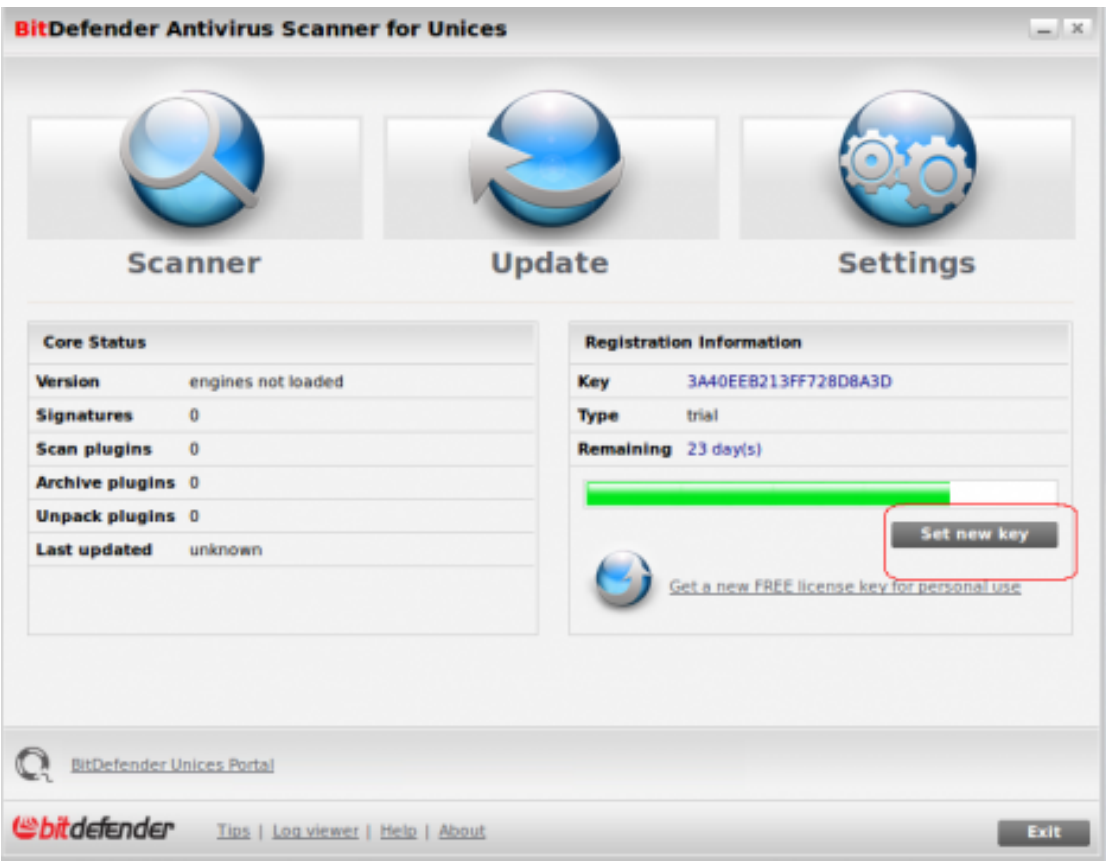 BitDefender Antivirus Scanner for Unices
Scanner
Update
Settings
Core Status
Version engines not loaded
Signatures 0
Scan plugins 0
Archive plugins 0
Unpack plugins 0
Last updated unknown
Registration Information
Key 3A40EEB213FF728D8A3D
Type trial
Remaining 23 day(s)
Set new key
Get a new FREE license key for personal use
BitDefender Unices Portal
bitdefender Tips | Log viewer | Help | About
Exit